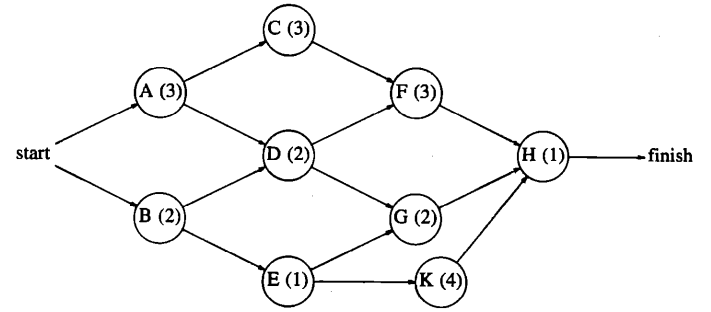 C (3)
A (3)
F (3)
start
D (2)
H (1)
finish
B (2)
G (2)
E (1)
K (4)